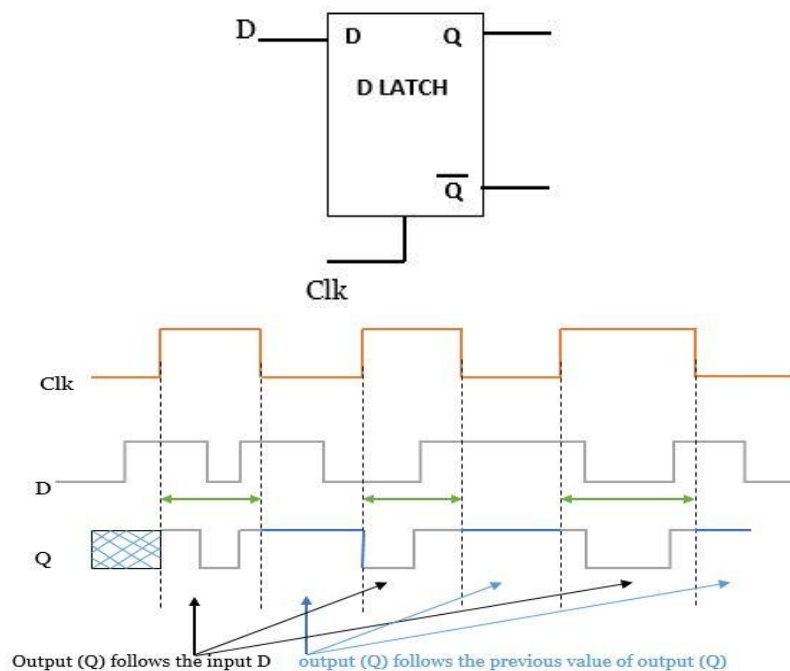 D
D Q
D LATCH
Q
Clk
Clk
D
Q
Output (Q) follows the input D
output (Q) follows the previous value of output (Q)